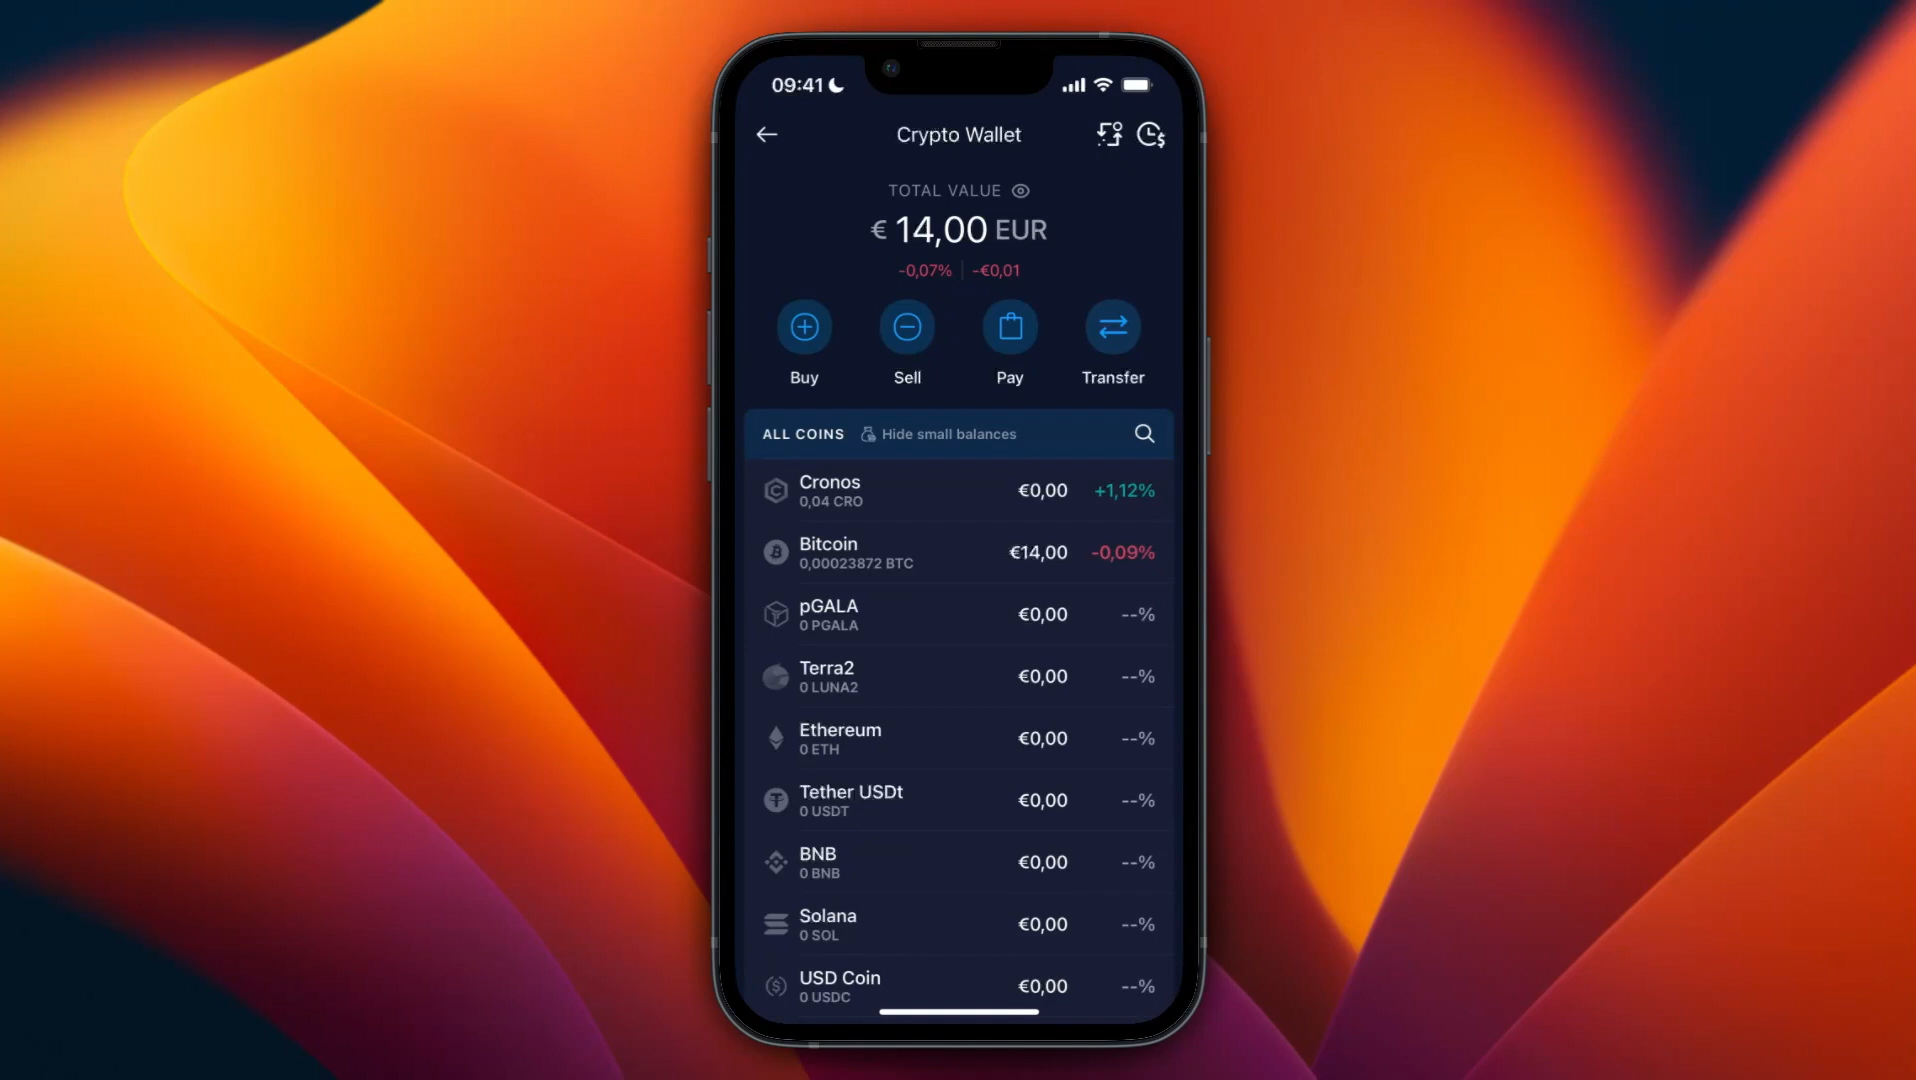 09:41
Crypto Wallet
TOTAL VALUE
€ 14,00 EUR
-0,07% -€0,01
Buy Sell Pay Transfer
ALL COINS Hide small balances
Cronos €0,00 +1,12%
0,04 CRO
Bitcoin €14,00 -0,09%
0,00023872 BTC
pGALA €0,00 --%
0 PGALA
Terra2 €0,00 --%
0 LUNA2
Ethereum €0,00 --%
0 ETH
Tether USDt €0,00 --%
0 USDT
BNB €0,00 --%
0 BNB
Solana €0,00 --%
0 SOL
USD Coin €0,00 --%
0 USDC